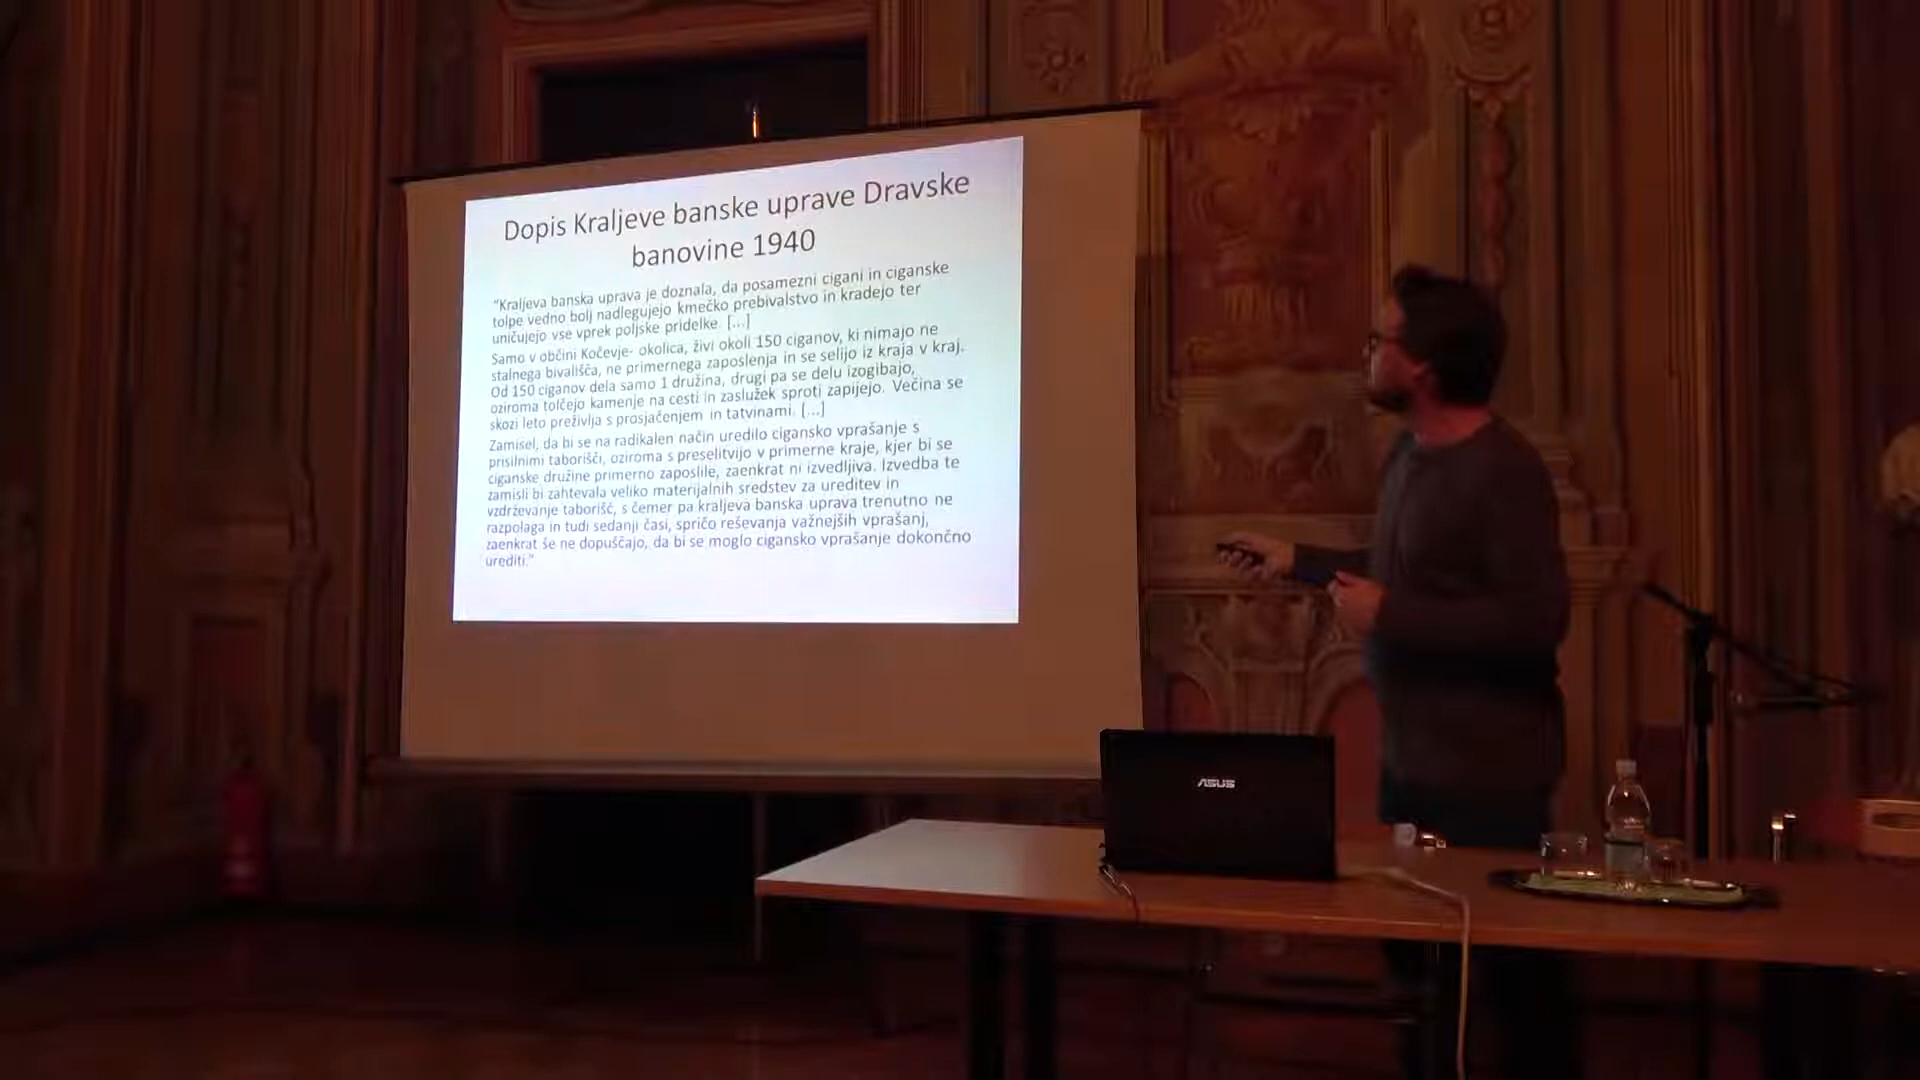 Dopis Kraljeve banske uprave Dravske
banovine 1940
“Kraljeva banska uprava je doznala, da posamezni cigani in ciganske
tolpe vedno bolj nadlegujejo kmečko prebivalstvo in kradejo ter
uničujejo vse vprek poljske pridelke. [...]
Samo v občini Kočevje- okolica, živi okoli 150 ciganov, ki nimajo ne
stalnega bivališča, ne primernega zaposlenja in se selijo iz kraja v kraj.
Od 150 ciganov dela samo 1 družina, drugi pa se delu izogibajo,
oziroma tolčejo kamenje na cesti in zaslužek sproti zapijejo. Večina se
skozi leto preživlja s prosjačenjem in tatvinami. [...]
Zamisel, da bi se na radikalen način uredilo cigansko vprašanje s
prisilnimi taborišči, oziroma s preselitvijo v primerne kraje, kjer bi se
ciganske družine primerno zaposlile, zaenkrat ni izvedljiva. Izvedba te
zamisli bi zahtevala veliko materijalnih sredstev za ureditev in
vzdrževanje taborišč, s čemer pa kraljeva banska uprava trenutno ne
razpolaga in tudi sedanji časi, spričo reševanja važnejših vprašanj,
zaenkrat še ne dopuščajo, da bi se moglo cigansko vprašanje dokončno
urediti.”
ASUS